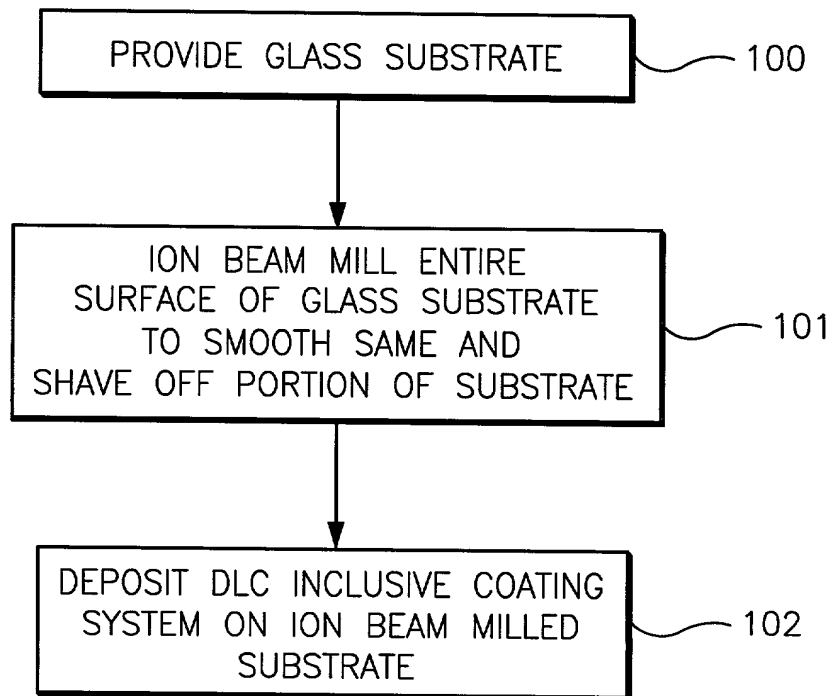 PROVIDE GLASS SUBSTRATE
100
ION BEAM MILL ENTIRE
SURFACE OF GLASS SUBSTRATE
TO SMOOTH SAME AND
SHAVE OFF PORTION OF SUBSTRATE
101
DEPOSIT DLC INCLUSIVE COATING
SYSTEM ON ION BEAM MILLED
SUBSTRATE
102